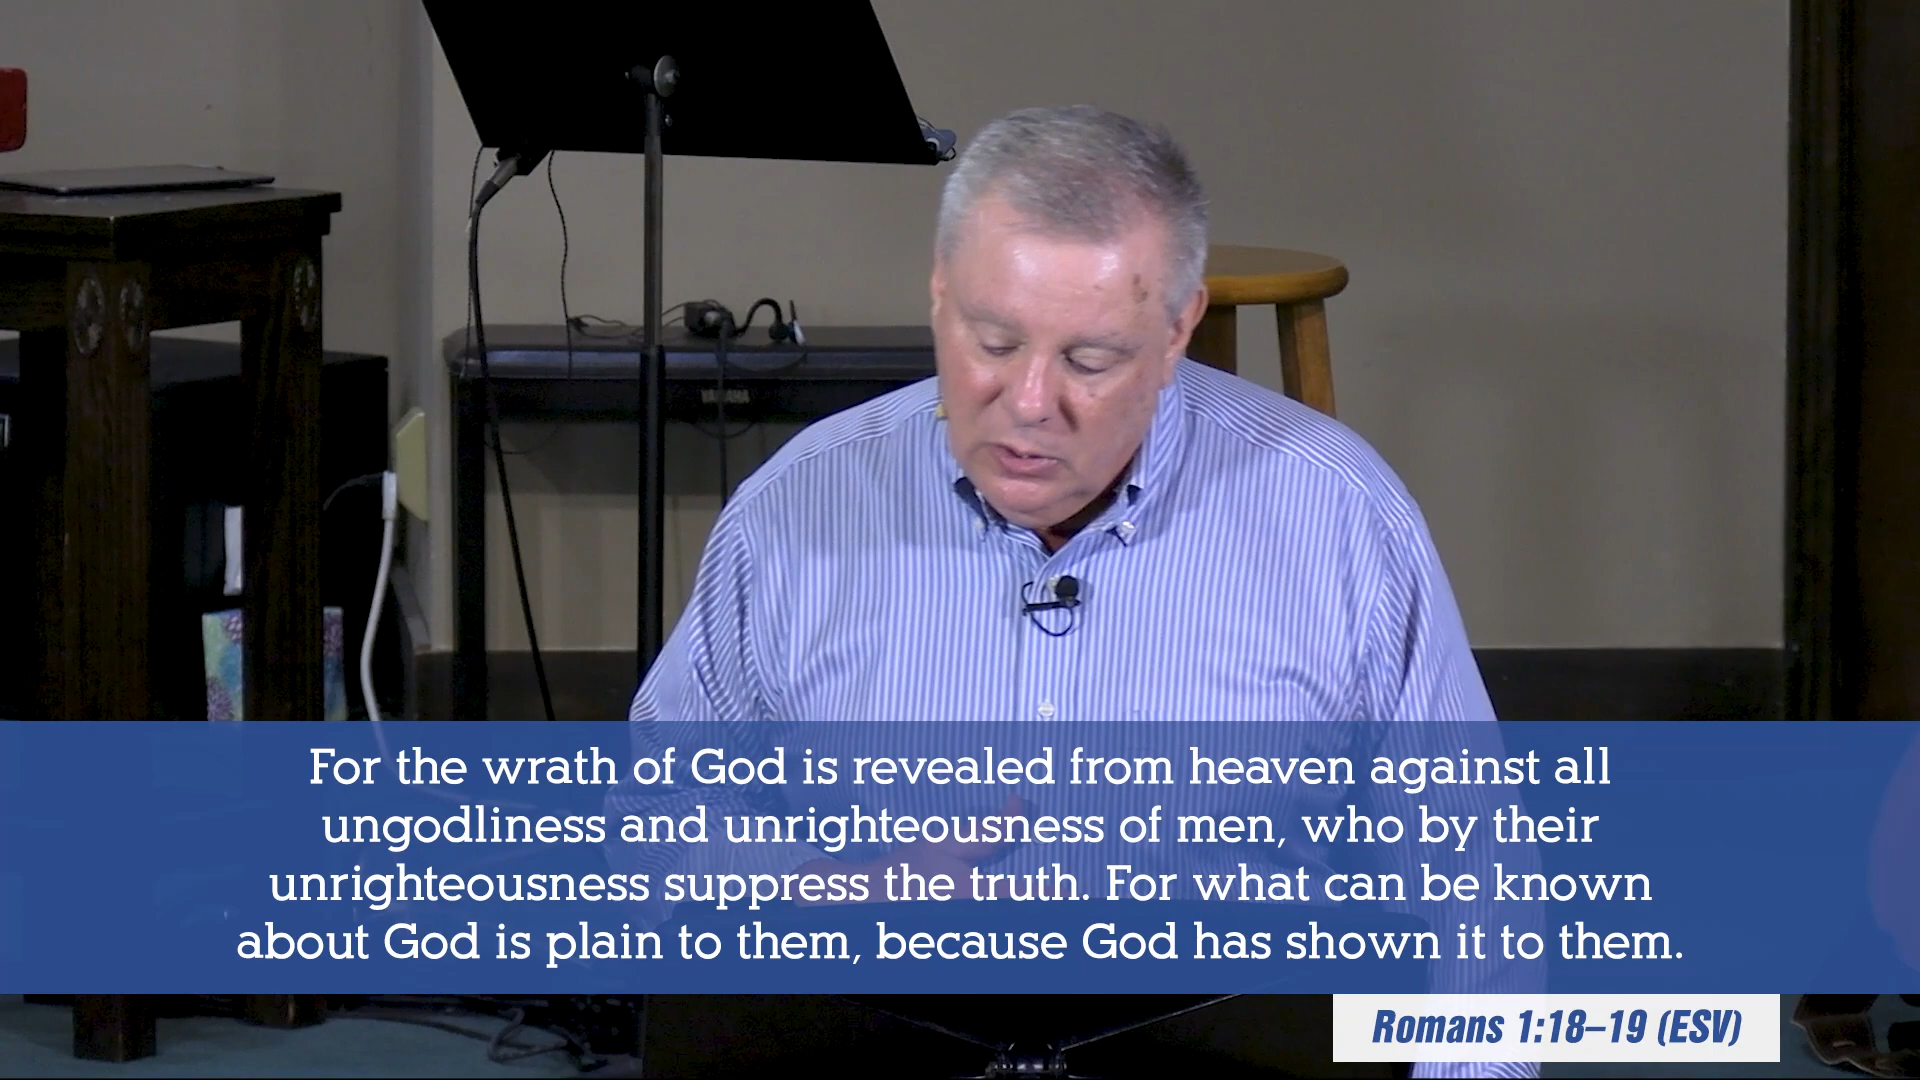 YAMAHA
For the wrath of God is revealed from heaven against all
ungodliness and unrighteousness of men, who by their
unrighteousness suppress the truth. For what can be known
about God is plain to them, because God has shown it to them.
Romans 1:18–19 (ESV)